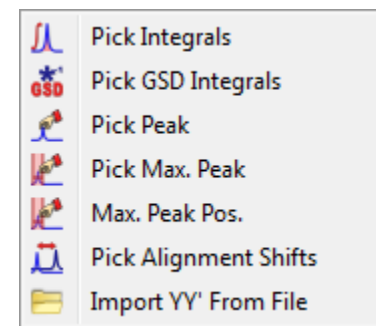 Pick Integrals
GSD Pick GSD Integrals
Pick Peak
Pick Max. Peak
Max. Peak Pos.
Pick Alignment Shifts
Import YY' From File